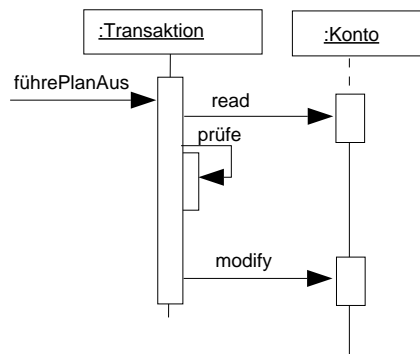 :Transaktion
:Konto
führePlanAus
read
prüfe
modify